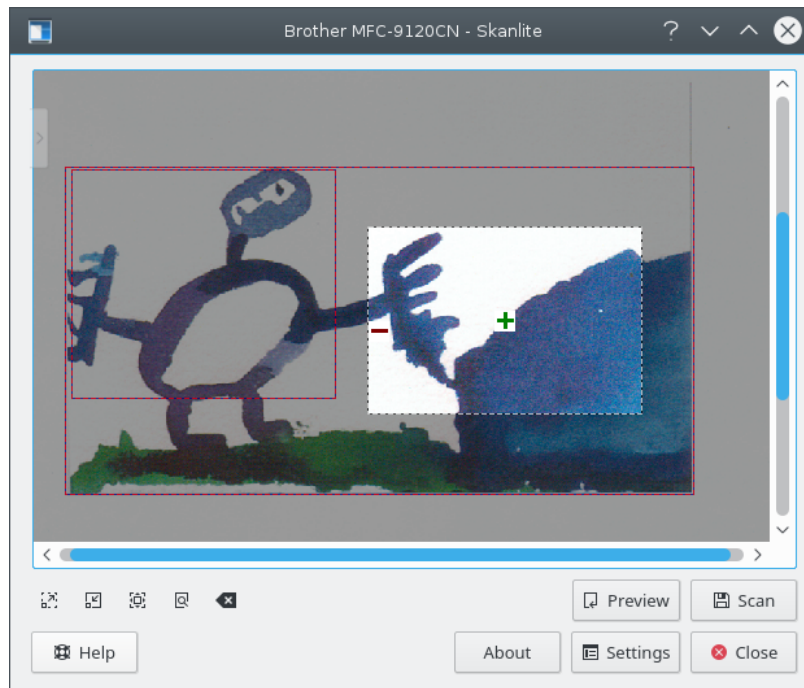 Brother MFC-9120CN - Skanlite
Preview
Scan
Help
About
Settings
Close